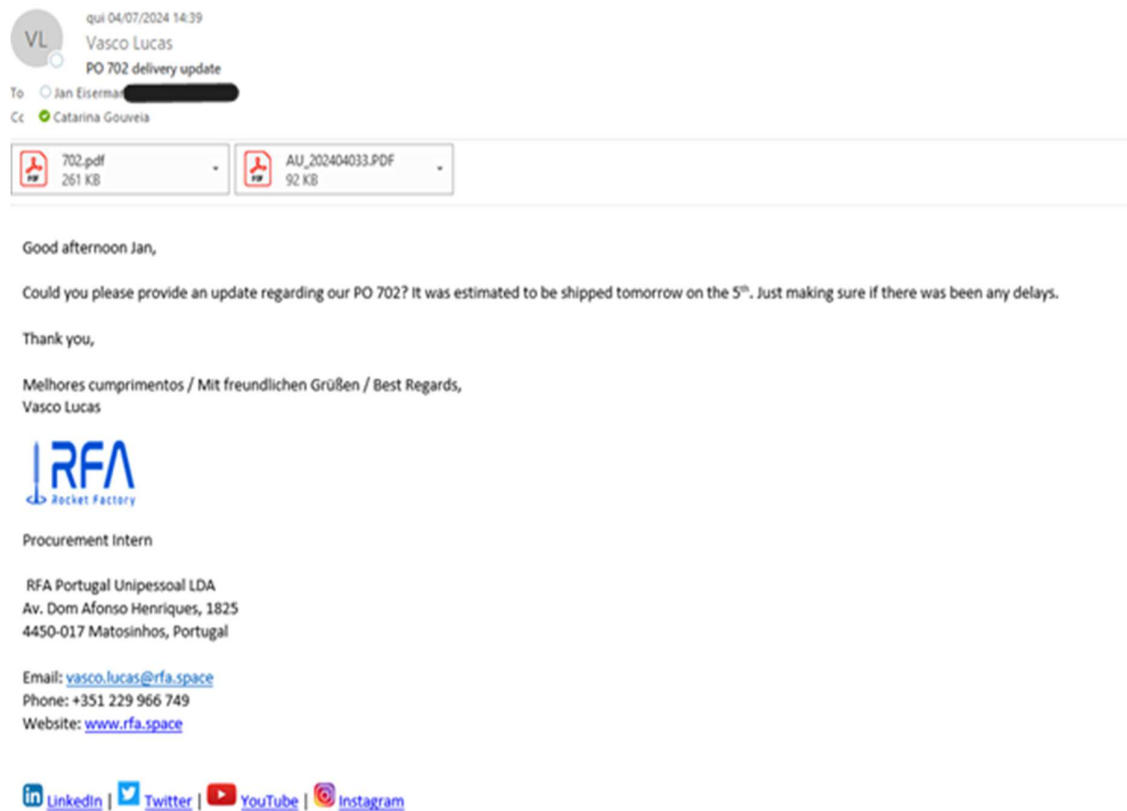 qui 04/07/2024 14:39
VL
Vasco Lucas
PO 702 delivery update
To Jan Eiserma
Cc Catarina Gouveia
702.pdf
261 KB
AU_202404033.PDF
92 KB
Good afternoon Jan,
Could you please provide an update regarding our PO 702? It was estimated to be shipped tomorrow on the 5th. Just making sure if there was been any delays.
Thank you,
Melhores cumprimentos / Mit freundlichen Grüßen / Best Regards,
Vasco Lucas
RFA
Rocket Factory
Procurement Intern
RFA Portugal Unipessoal LDA
Av. Dom Afonso Henriques, 1825
4450-017 Matosinhos, Portugal
Email: vasco.lucas@rfa.space
Phone: +351 229 966 749
Website: www.rfa.space
in LinkedIn | Twitter | YouTube | Instagram